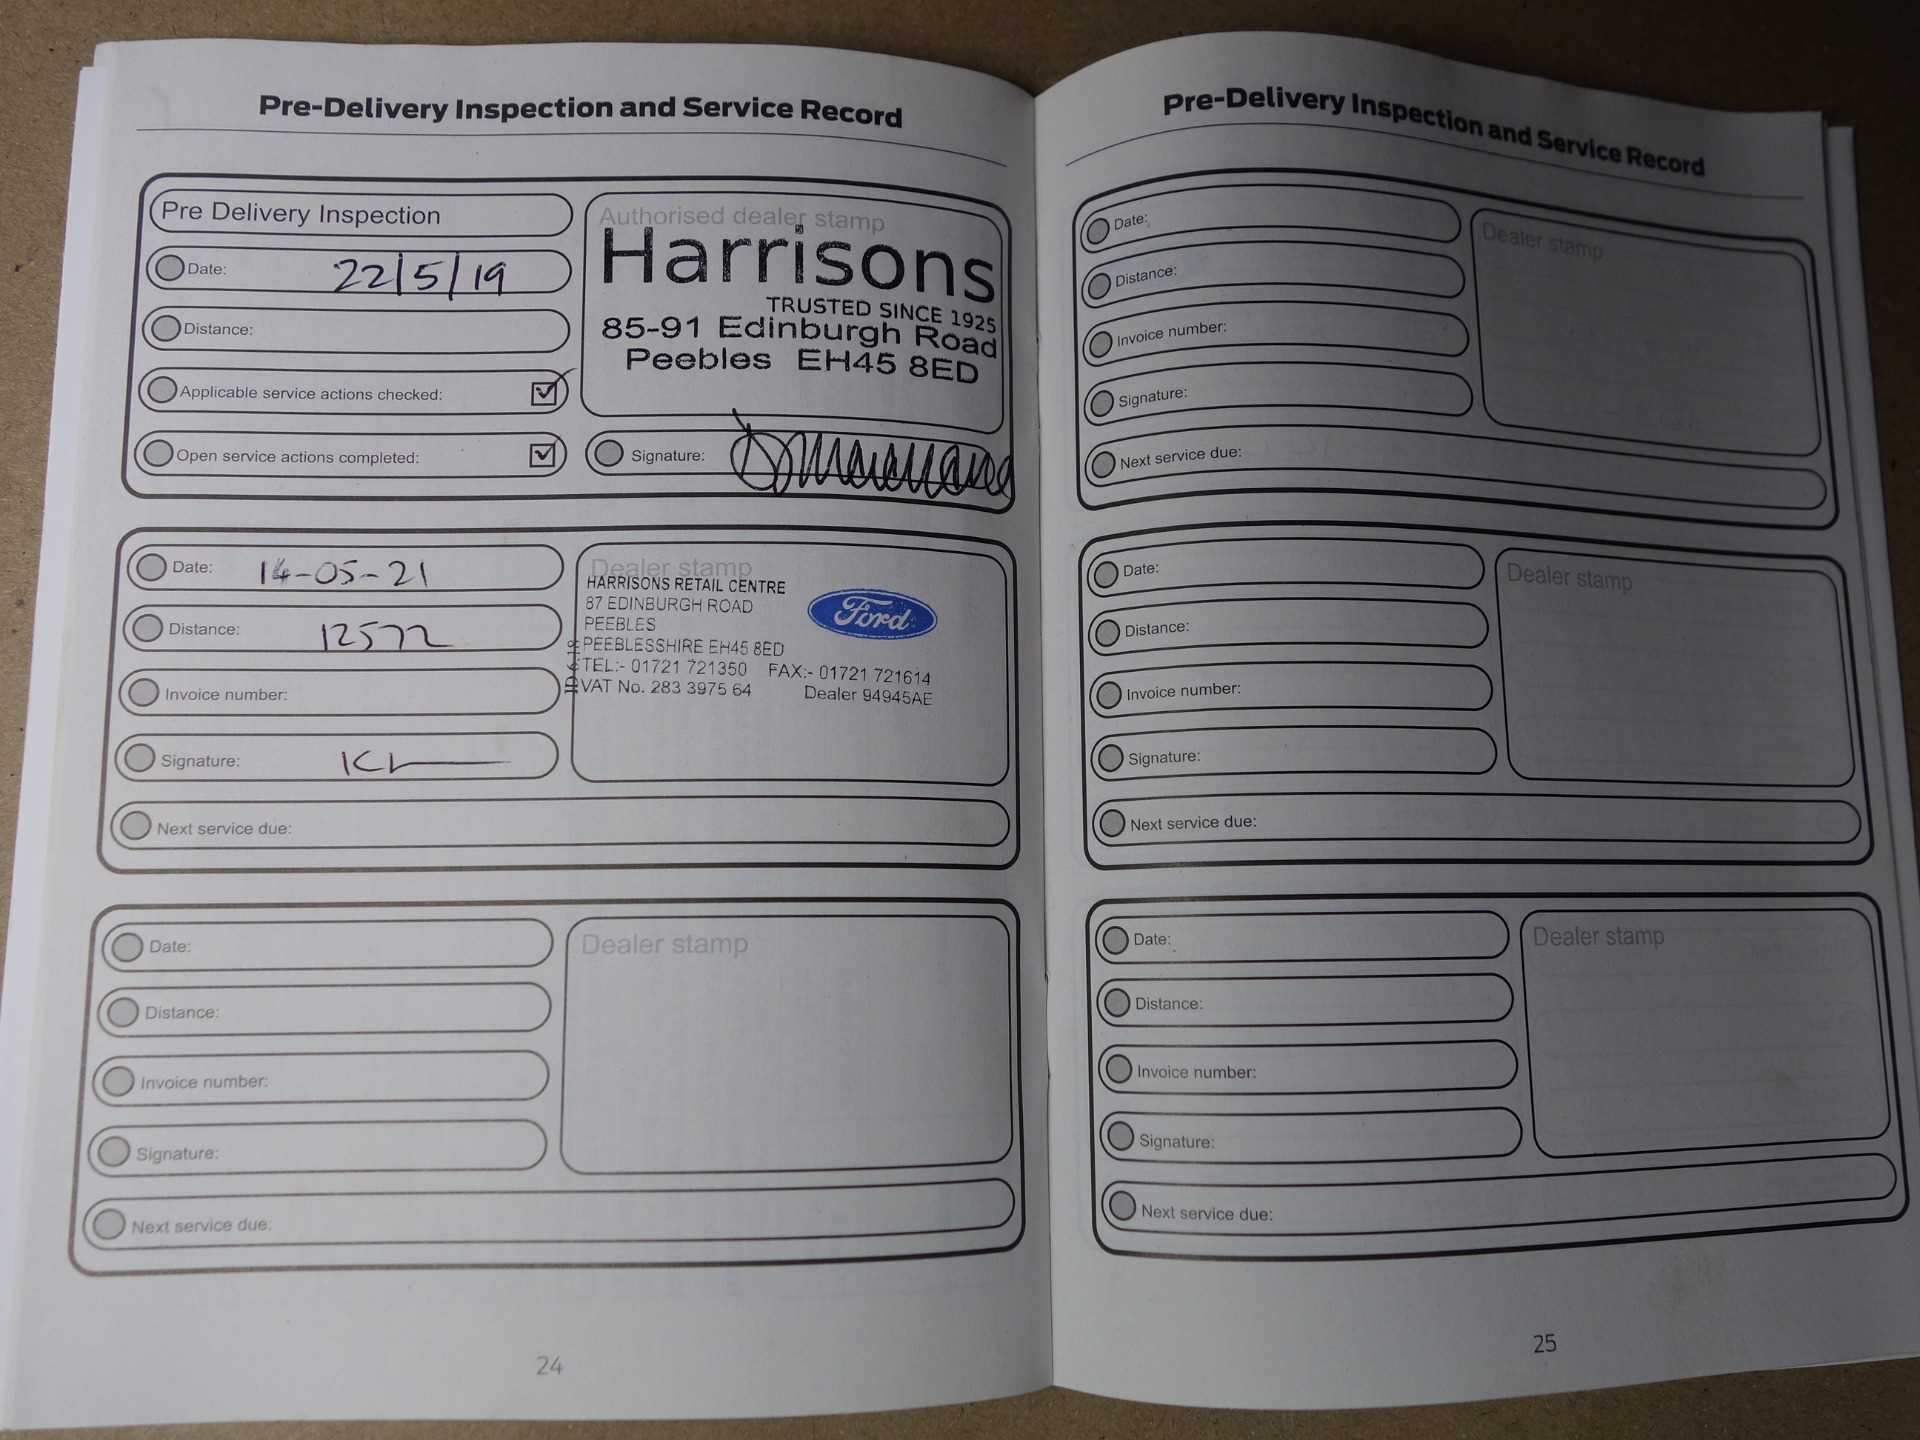 Pre-Delivery Inspection and Service Record
Pre Delivery Inspection
Date: 22/5/19
Distance:
Applicable service actions checked:
Open service actions completed:
Authorised dealer stamp
Harrisons
TRUSTED SINCE 1925
85-91 Edinburgh Road
Peebles EH45 8ED
Signature:
Date: 14-05-21
Distance: 12572
Invoice number:
Signature:
Next service due:
Dealer stamp
HARRISONS RETAIL CENTRE
87 EDINBURGH ROAD
PEEBLES
PEEBLESSHIRE EH45 8ED
TEL:- 01721 721350 FAX:- 01721 721614
VAT No. 283 3975 64 Dealer 94945AE
Ford
Date:
Distance:
Invoice number:
Signature:
Next service due:
Dealer stamp
24
Pre-Delivery Inspection and Service Record
Date:
Distance:
Invoice number:
Signature:
Next service due:
Dealer stamp
Date:
Distance:
Invoice number:
Signature:
Next service due:
Dealer stamp
Date:
Distance:
Invoice number:
Signature:
Next service due:
Dealer stamp
25